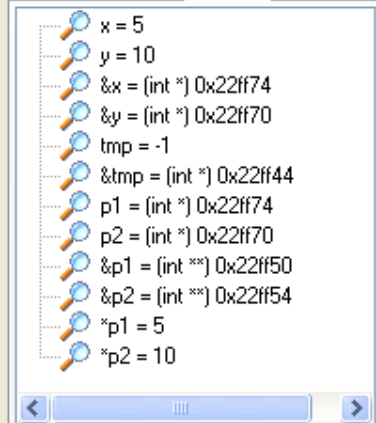 x = 5
y = 10
&x = (int *) 0x22ff74
&y = (int *) 0x22ff70
tmp = -1
&tmp = (int *) 0x22ff44
p1 = (int *) 0x22ff74
p2 = (int *) 0x22ff70
&p1 = (int **) 0x22ff50
&p2 = (int **) 0x22ff54
*p1 = 5
*p2 = 10